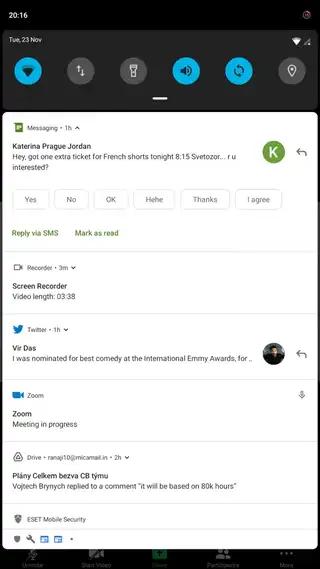 20:16
Tue, 23 Nov
Messaging • 1h
Katerina Prague Jordan
Hey, got one extra ticket for French shorts tonight 8:15 Svetozor... r u
interested?
K
Yes
No
OK
Hehe
Thanks
I agree
Reply via SMS
Mark as read
Recorder • 3m
Screen Recorder
Video length: 03:38
Twitter • 1h
Vir Das
I was nominated for best comedy at the International Emmy Awards, for ..
Zoom
Zoom
Meeting in progress
Drive • ranaji10@micamail.in • 2h
Plány Celkem bezva CB týmu
Vojtech Brynych replied to a comment "it will be based on 80k hours"
ESET Mobile Security
Unmute
Start Video
Share
Participants
More